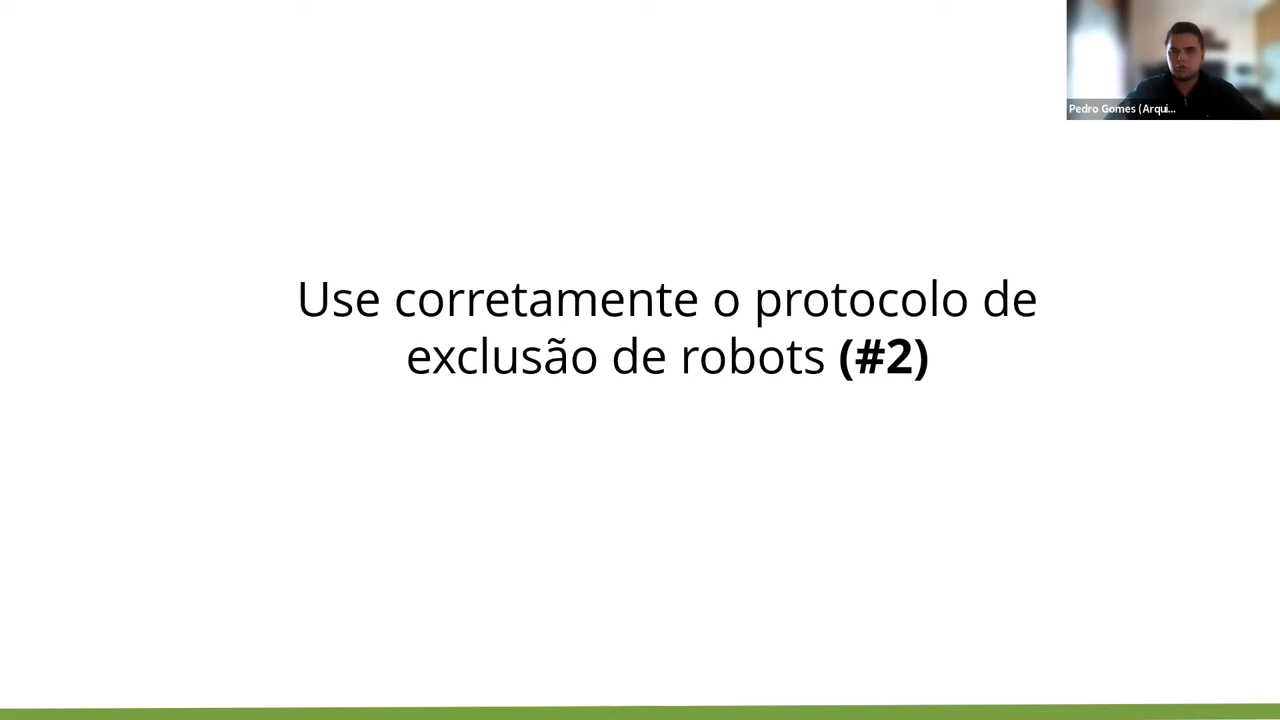 Pedro Gomes (Arqui...
Use corretamente o protocolo de
exclusão de robots (#2)